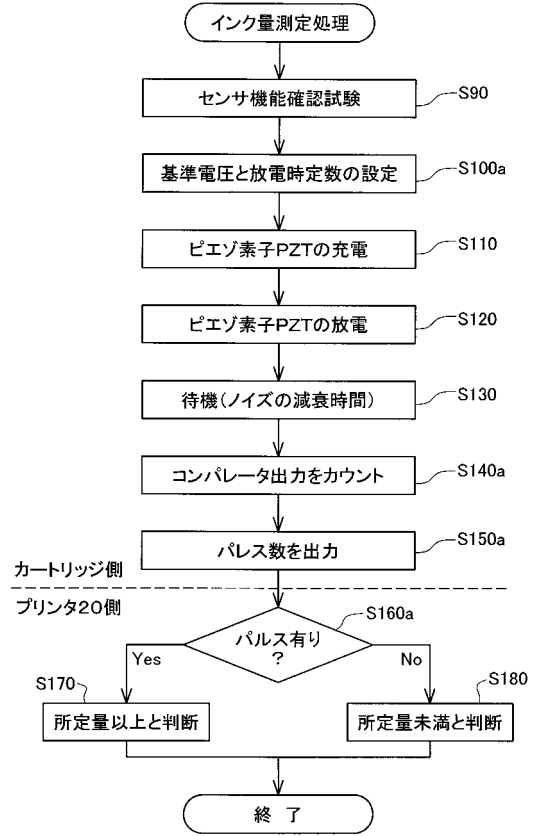 インク量測定処理
センサ機能確認試験
S90
基準電圧と放電時定数の設定
S100a
ピエゾ素子PZTの充電
S110
ピエゾ素子PZTの放電
S120
待機(ノイズの減衰時間)
S130
コンパレータ出力をカウント
S140a
パレス数を出力
S150a
カートリッジ側
プリンタ20側
S160a
パルス有り
?
Yes
No
S170
S180
所定量以上と判断
所定量未満と判断
終 了